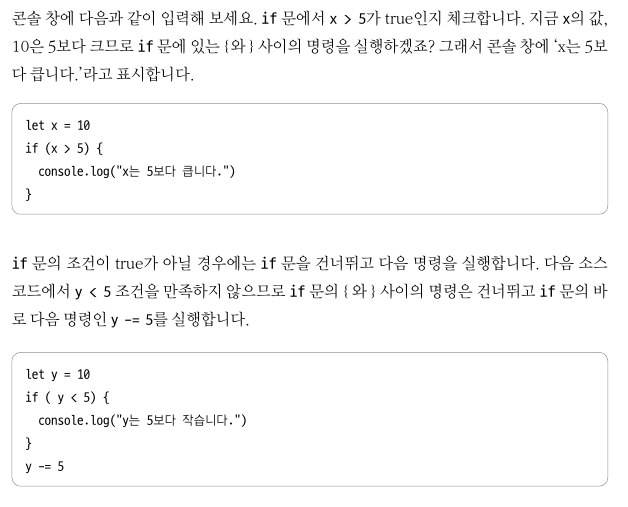 콘솔 창에 다음과 같이 입력해 보세요. if 문에서 x > 5가 true인지 체크합니다. 지금 x의 값,
10은 5보다 크므로 if 문에 있는 {와 } 사이의 명령을 실행하겠죠? 그래서 콘솔 창에 ‘x는 5보
다 큽니다.’라고 표시합니다.
let x = 10
if (x > 5) {
  console.log("x는 5보다 큽니다.")
}
if 문의 조건이 true가 아닐 경우에는 if 문을 건너뛰고 다음 명령을 실행합니다. 다음 소스
코드에서 y < 5 조건을 만족하지 않으므로 if 문의 { 와 } 사이의 명령은 건너뛰고 if 문의 바
로 다음 명령인 y -= 5를 실행합니다.
let y = 10
if ( y < 5) {
  console.log("y는 5보다 작습니다.")
}
y -= 5